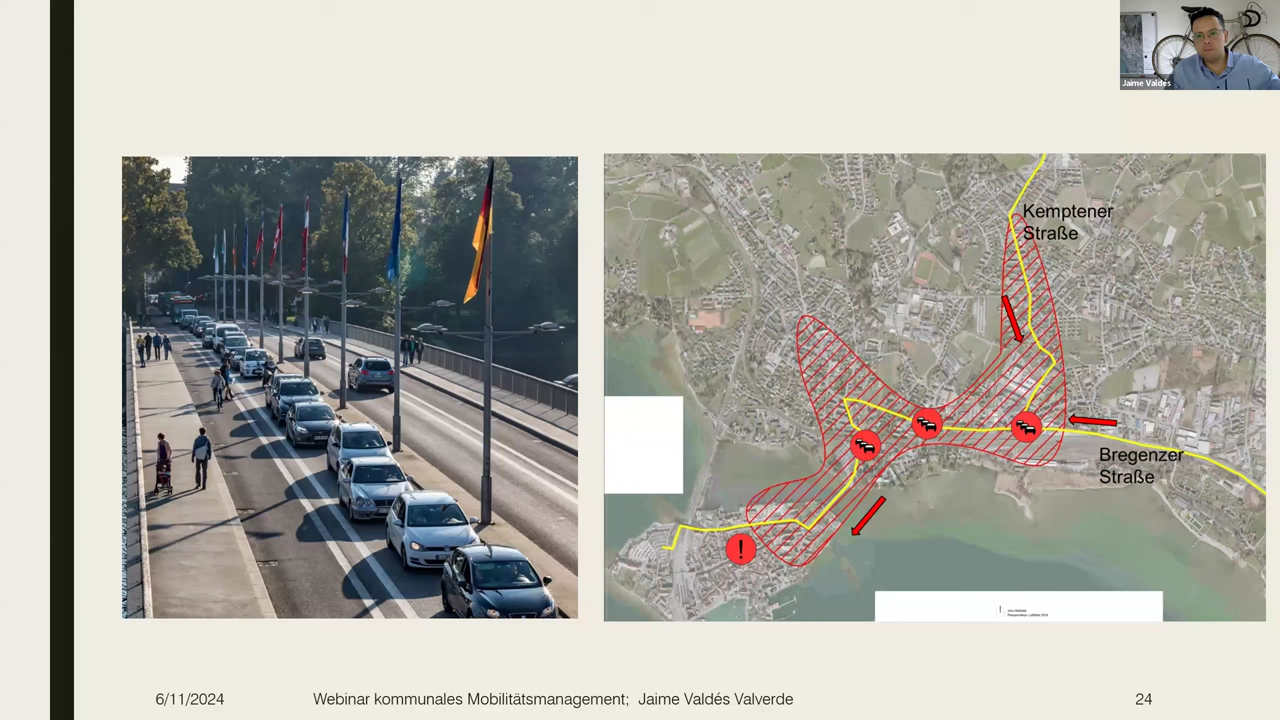 Jaime Valdés
Kemptener
Straße
Bregenzer
Straße
!
6/11/2024
Webinar kommunales Mobilitätsmanagement; Jaime Valdés Valverde
24